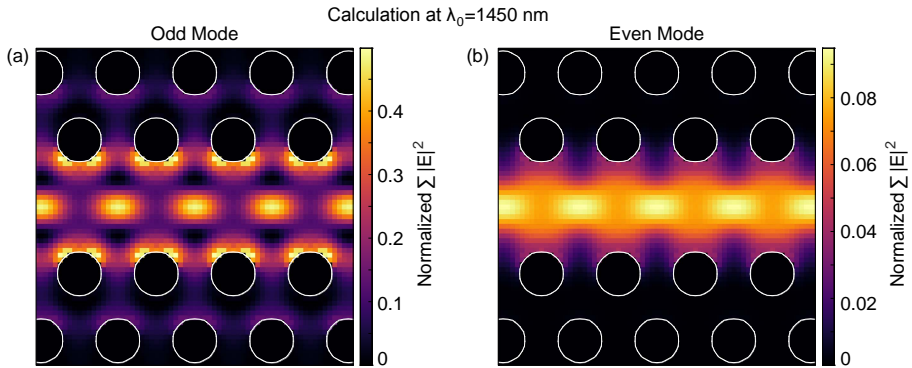 Calculation at λ₀=1450 nm
Odd Mode
Even Mode
(a)
0.4
0.3
0.2
0.1
0
Normalized ∑ |E|²
(b)
0.08
0.06
0.04
0.02
0
Normalized ∑ |E|²